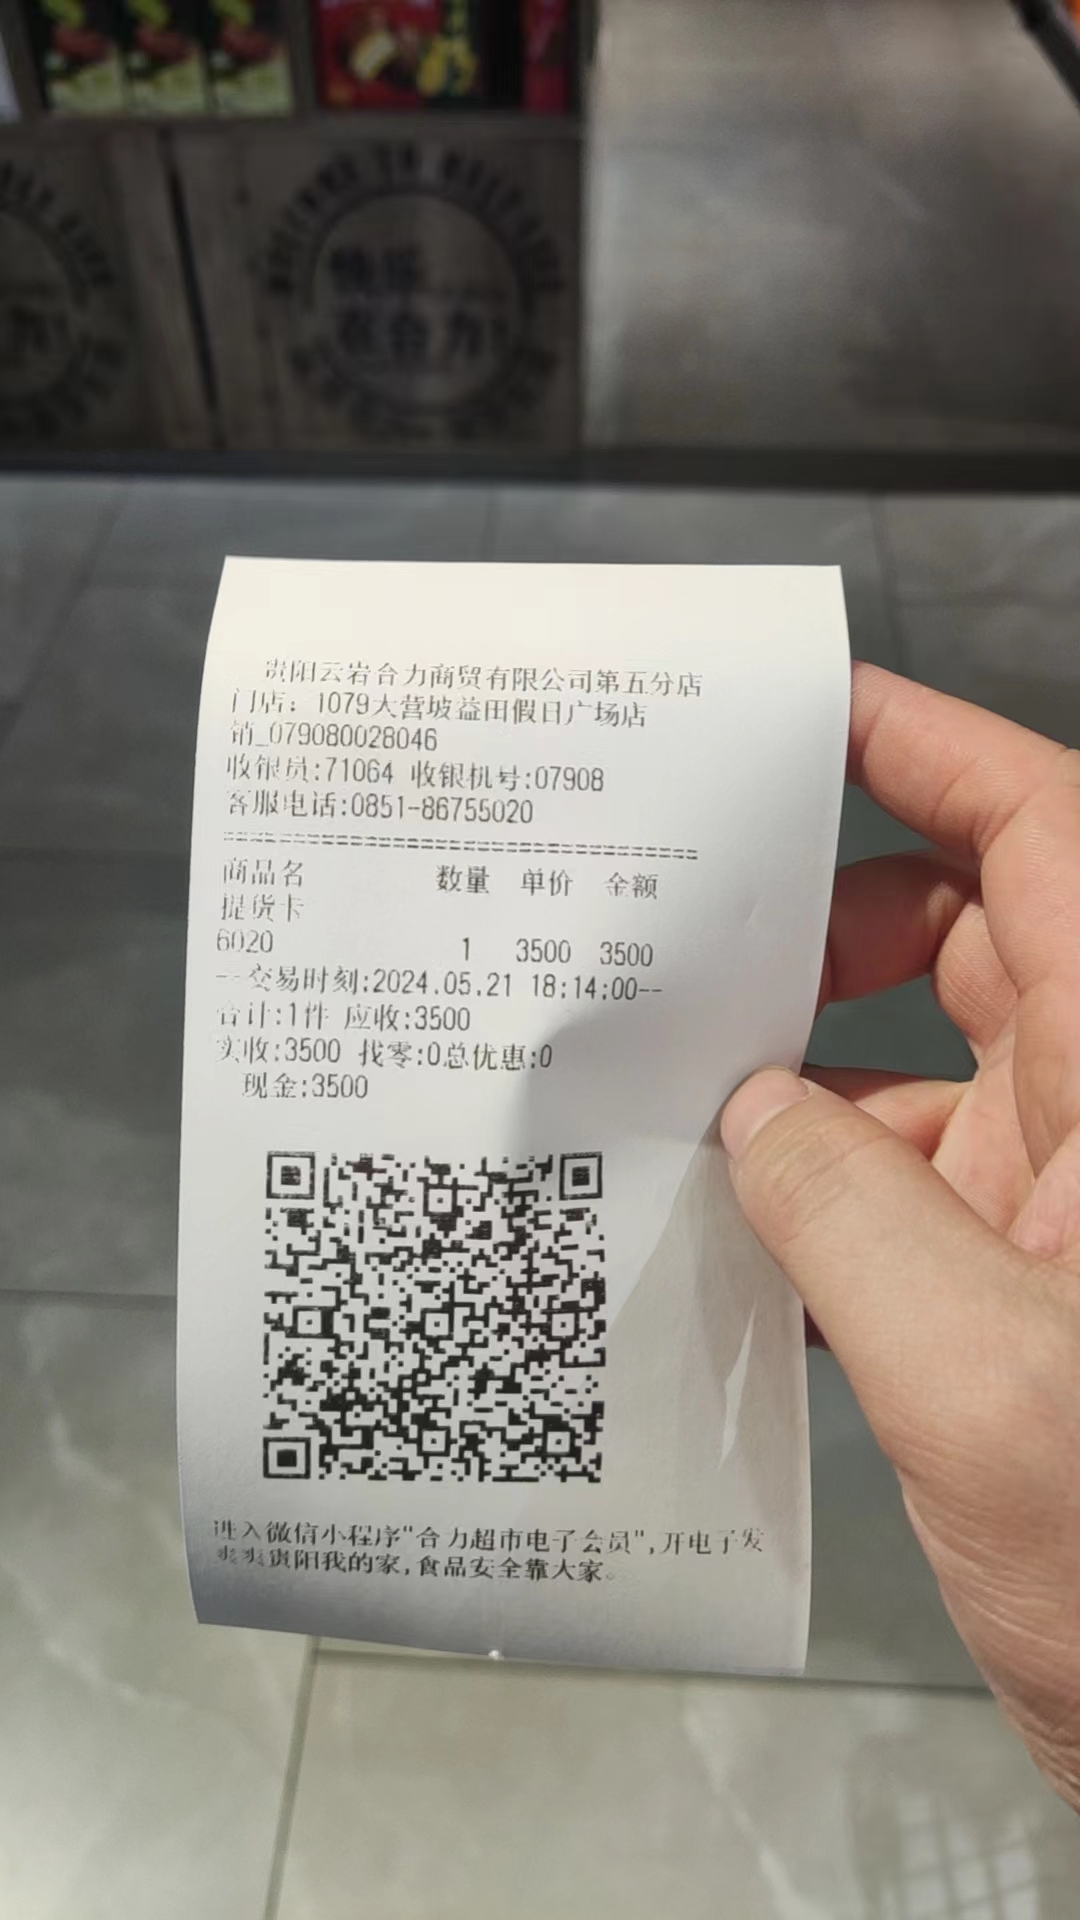 贵阳云岩合力商贸有限公司第五分店
门店：1079大营坡益田假日广场店
销_079080028046
收银员:71064 收银机号:07908
客服电话:0851-86755020
商品名 数量 单价 金额
提货卡
6020 1 3500 3500
--交易时刻:2024.05.21 18:14:00--
合计:1件 应收:3500
实收:3500 找零:0总优惠:0
现金:3500
进入微信小程序"合力超市电子会员",开电子发
爽爽贵阳我的家,食品安全靠大家。